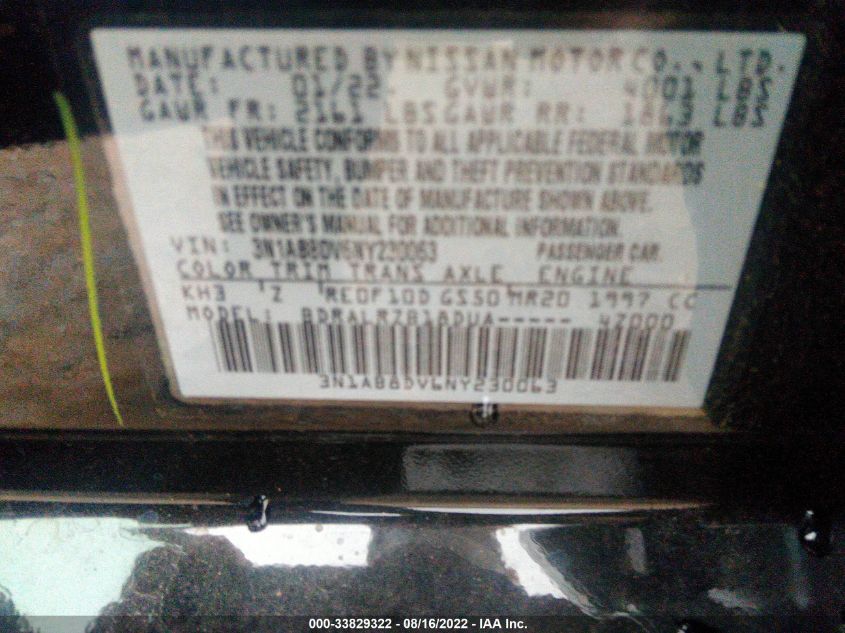 MANUFACTURED BY NISSAN MOTOR CO., LTD.
DATE: 01/22 GVWR: 4001 LBS
GAWR FR: 2161 LBS GAWR RR: 1863 LBS
THIS VEHICLE CONFORMS TO ALL APPLICABLE FEDERAL MOTOR
VEHICLE SAFETY, BUMPER AND THEFT PREVENTION STANDARDS
IN EFFECT ON THE DATE OF MANUFACTURE SHOWN ABOVE.
SEE OWNER'S MANUAL FOR ADDITIONAL INFORMATION.
VIN: 3N1AB8DV6NY230063 PASSENGER CAR
COLOR TRIM TRANS AXLE ENGINE
KH3 Z RE0F10D GS50 MR20 1997 CC
MODEL: 47000
3N1AB8DV6NY230063
000-33829322 - 08/16/2022 - IAA Inc.